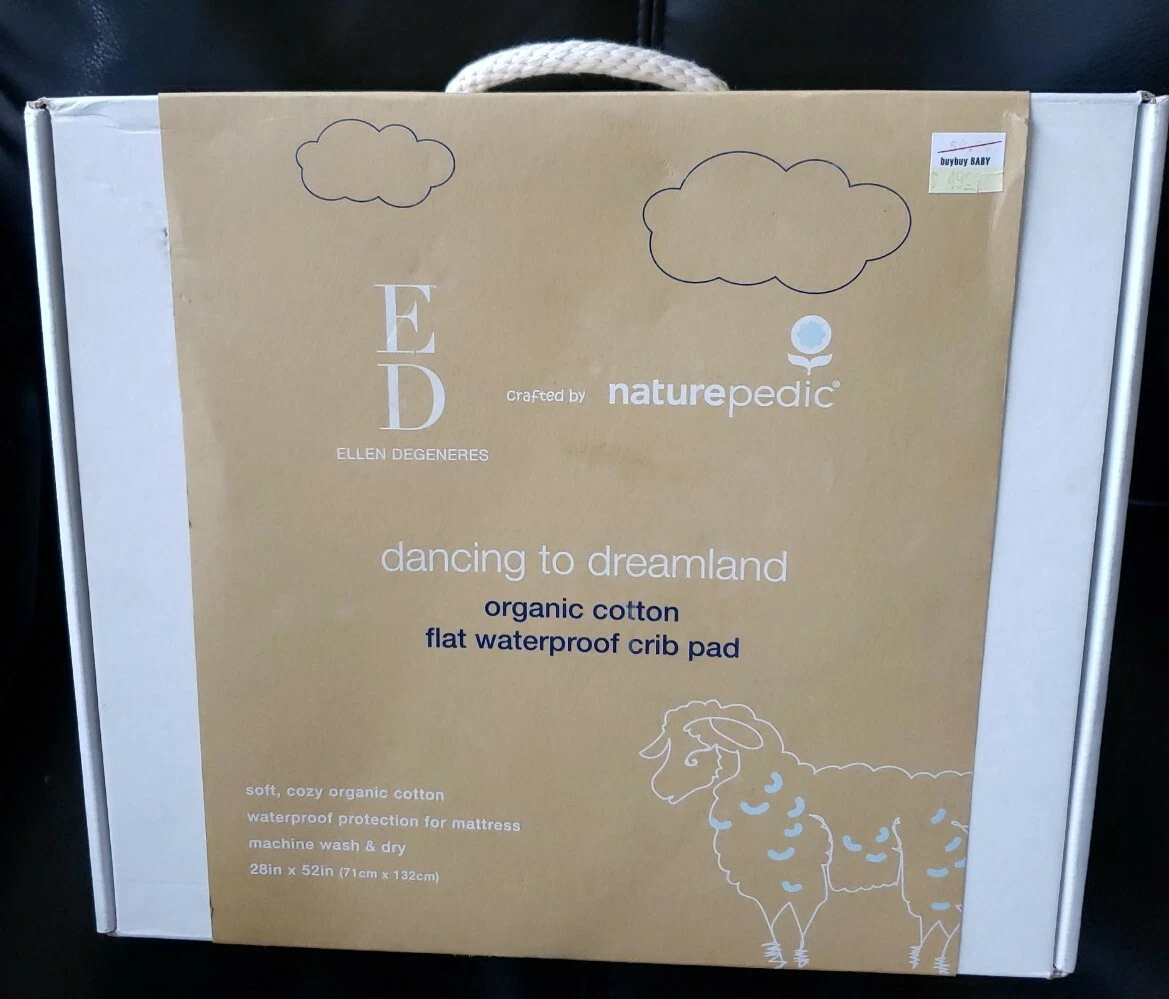 buybuy BABY
E
D
ELLEN DEGENERES
crafted by
naturepedic®
dancing to dreamland
organic cotton
flat waterproof crib pad
soft, cozy organic cotton
waterproof protection for mattress
machine wash & dry
28in x 52in (71cm x 132cm)